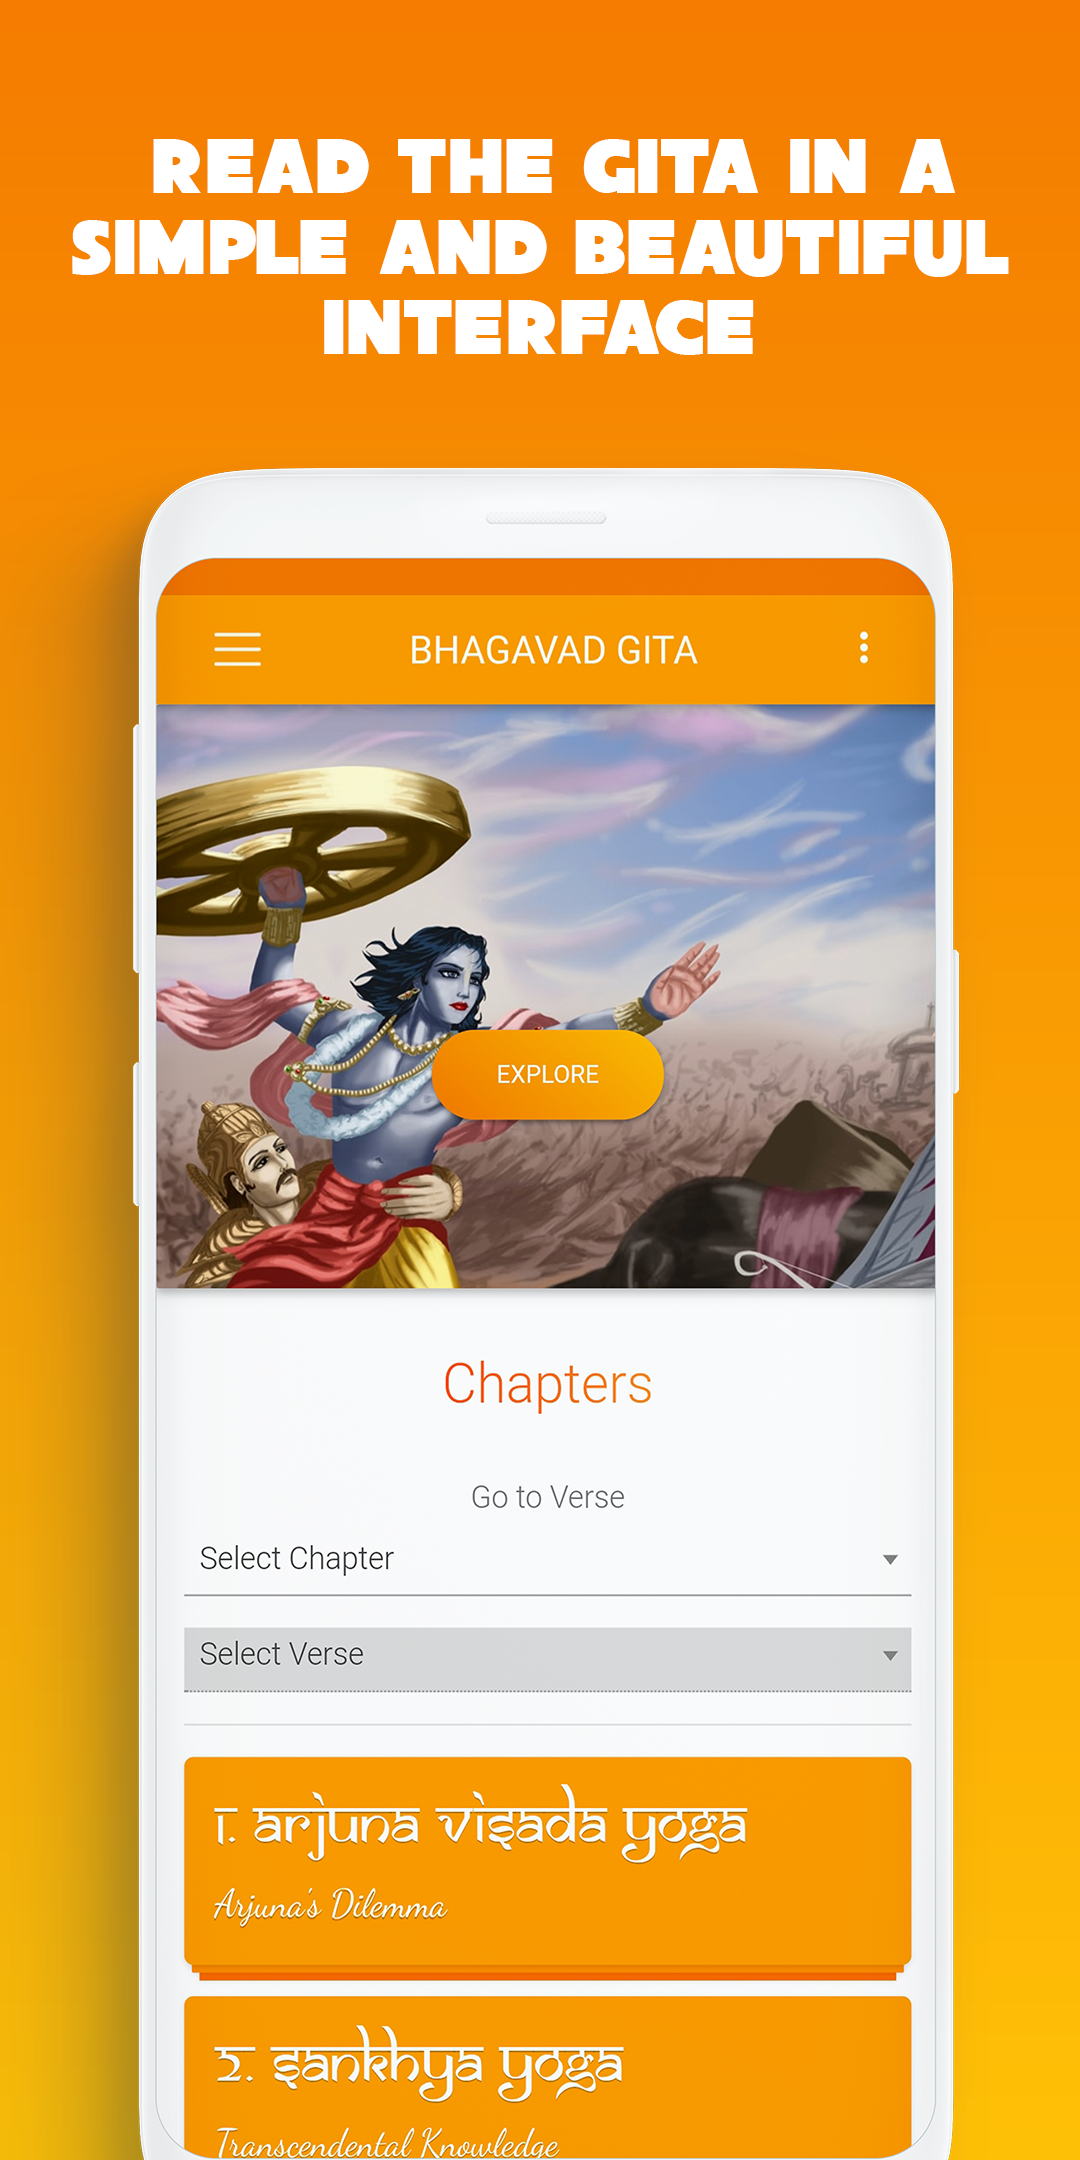 READ THE GITA IN A
SIMPLE AND BEAUTIFUL
INTERFACE
BHAGAVAD GITA
EXPLORE
Chapters
Go to Verse
Select Chapter
Select Verse
1. arjuna visada yoga
Arjuna's Dilemma
2. sankhya yoga
Transcendental Knowledge